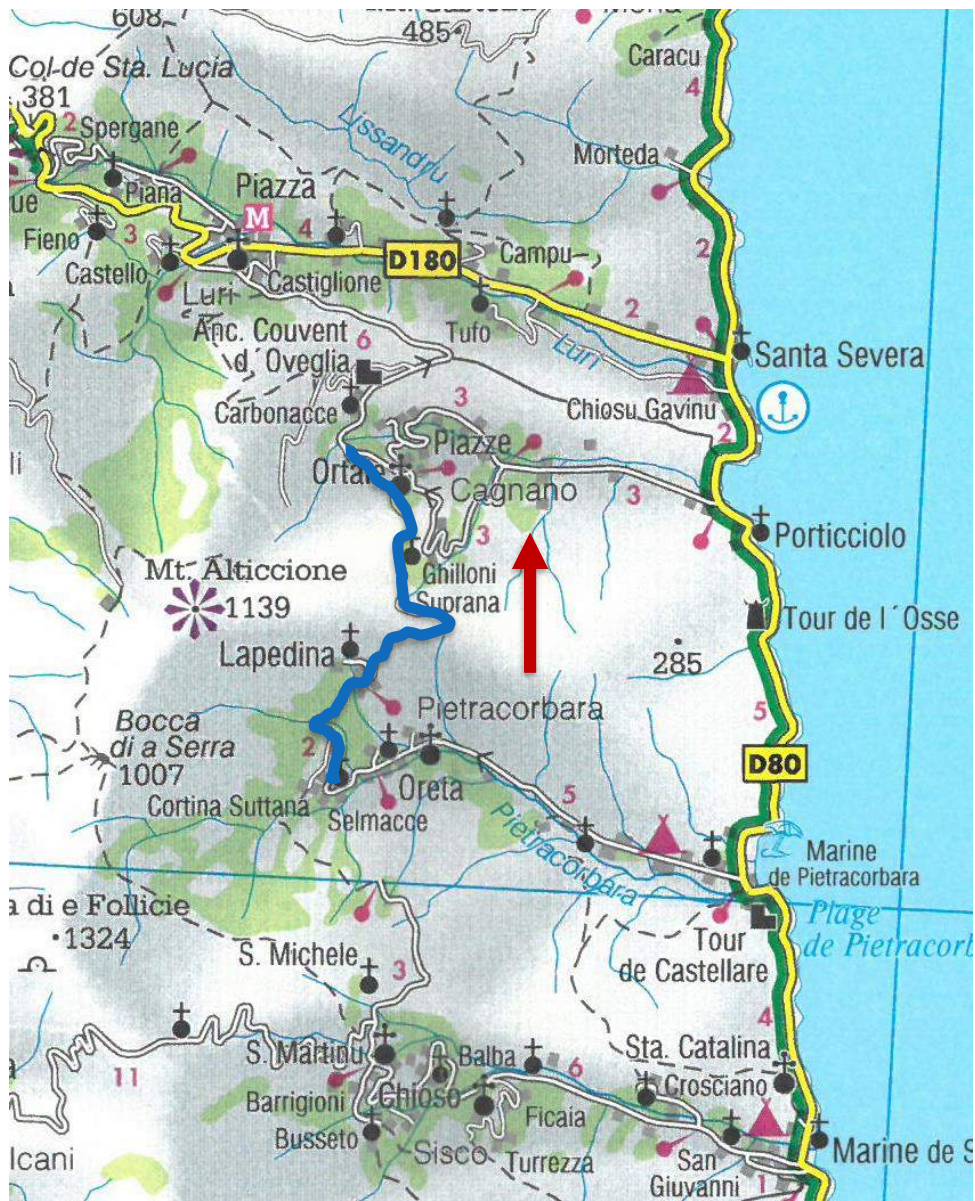 608
485
Caracu
Col de Sta. Lucia
381
2
Spergane
4
Lissandru
Morteda
Piana
Piazza
M
ue
Fieno
3
4
Castello
Castiglione
D180
Campu
2
Luri
Tufo
2
Anc. Couvent
d´Oveglia
6
Luri
Santa Severa
Carbonacce
Chiosu Gavinu
2
3
Piazze
li
Ortale
Cagnano
3
3
Porticciolo
Ghilloni
Suprana
Mt. Alticcione
1139
Tour de l´Osse
Lapedina
285
5
Pietracorbara
Bocca
di a Serra
1007
2
D80
Oreta
Cortina Suttana
Selmacce
5
Pietracorbara
Marine
de Pietracorbara
a di e Follicie
1324
Plage
de Pietracorb
Tour
de Castellare
S. Michele
3
4
Sta. Catalina
S. Martinu
Balba
6
Crosciano
11
Barrigioni
Chioso
Ficaia
Busseto
Sisco
Turrezza
San
Giuvanni
Marine de S
lcani
1